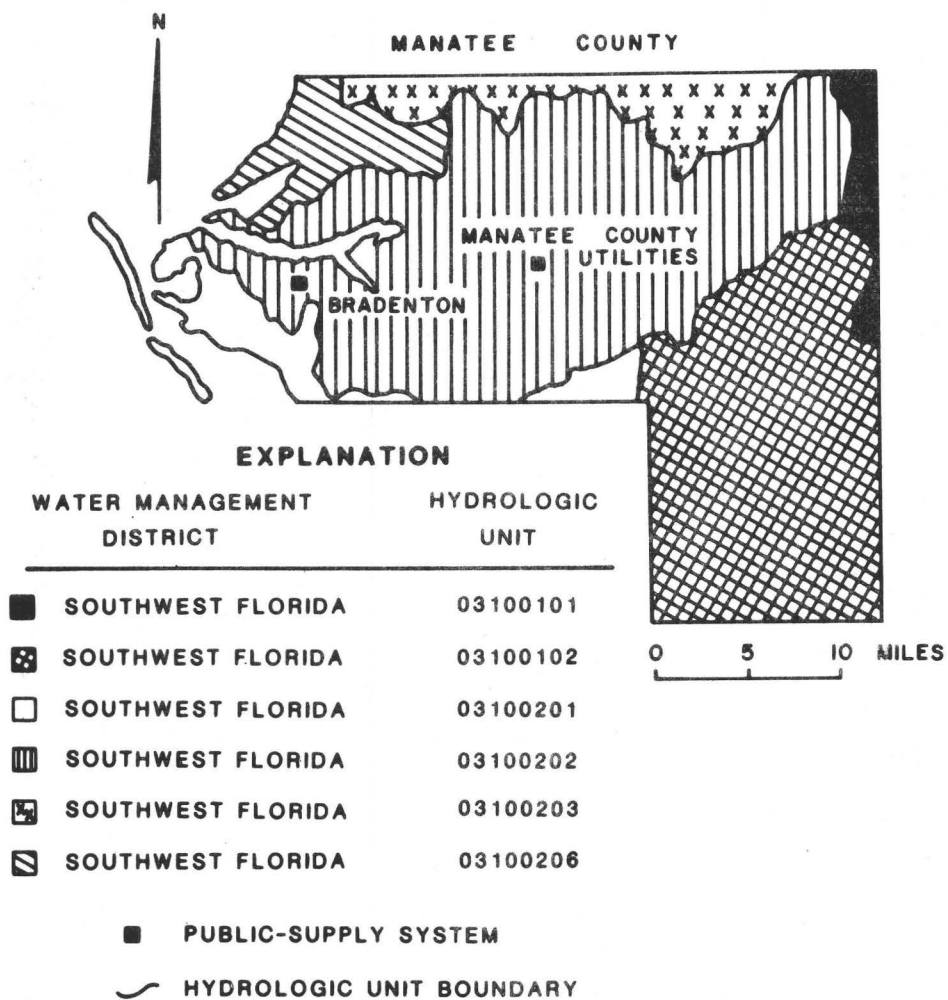 N
MANATEE COUNTY
MANATEE COUNTY
UTILITIES
BRADENTON
EXPLANATION
WATER MANAGEMENT HYDROLOGIC
DISTRICT UNIT
SOUTHWEST FLORIDA 03100101
SOUTHWEST FLORIDA 03100102
0 5 10 MILES
SOUTHWEST FLORIDA 03100201
SOUTHWEST FLORIDA 03100202
SOUTHWEST FLORIDA 03100203
SOUTHWEST FLORIDA 03100206
PUBLIC-SUPPLY SYSTEM
HYDROLOGIC UNIT BOUNDARY